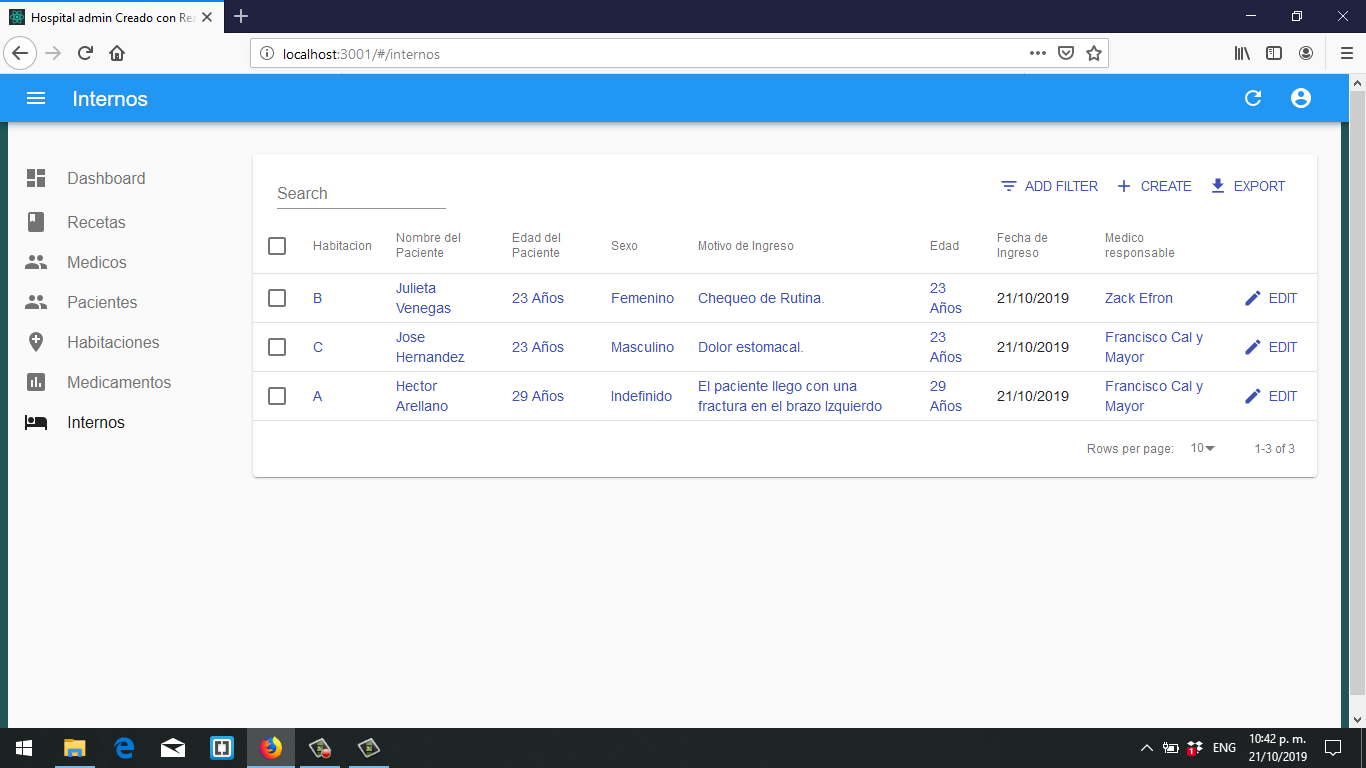 Hospital admin Creado con Rea
localhost:3001/#/internos
Internos
Dashboard
Recetas
Medicos
Pacientes
Habitaciones
Medicamentos
Internos
Search
ADD FILTER
CREATE
EXPORT
Habitacion
Nombre del
Paciente
Edad del
Paciente
Sexo
Motivo de Ingreso
Edad
Fecha de
Ingreso
Medico
responsable
B
Julieta
Venegas
23 Años
Femenino
Chequeo de Rutina.
23
Años
21/10/2019
Zack Efron
EDIT
C
Jose
Hernandez
23 Años
Masculino
Dolor estomacal.
23
Años
21/10/2019
Francisco Cal y
Mayor
EDIT
A
Hector
Arellano
29 Años
Indefinido
El paciente llego con una
fractura en el brazo Izquierdo
29
Años
21/10/2019
Francisco Cal y
Mayor
EDIT
Rows per page:
10
1-3 of 3
1
ENG
10:42 p. m.
21/10/2019